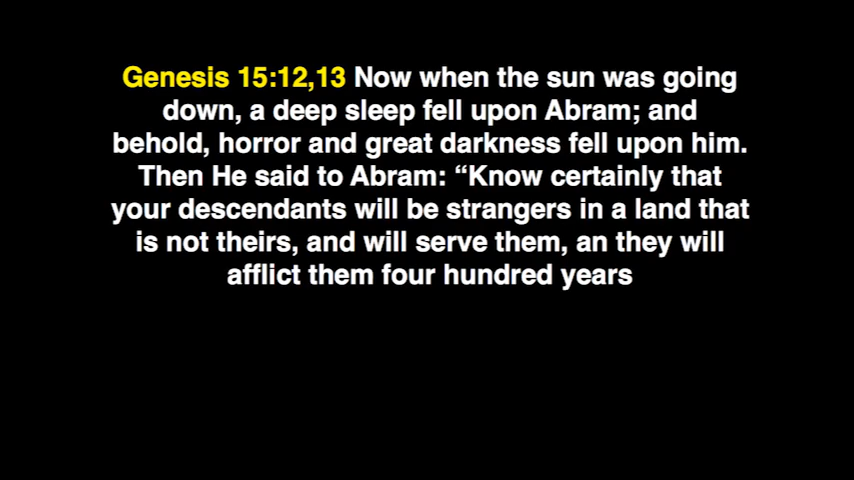 Genesis 15:12,13 Now when the sun was going
down, a deep sleep fell upon Abram; and
behold, horror and great darkness fell upon him.
Then He said to Abram: “Know certainly that
your descendants will be strangers in a land that
is not theirs, and will serve them, an they will
afflict them four hundred years